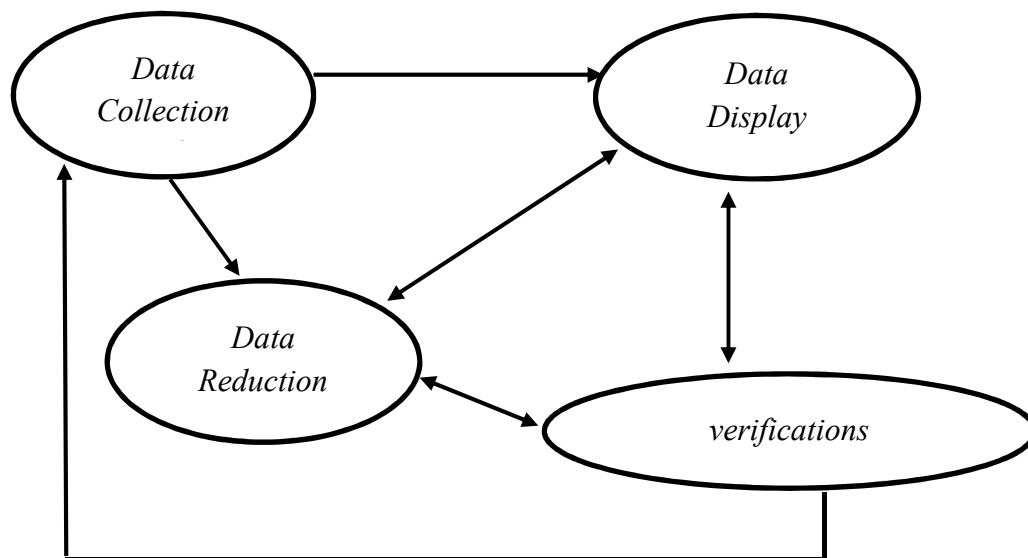 Data
Collection
Data
Display
Data
Reduction
verifications